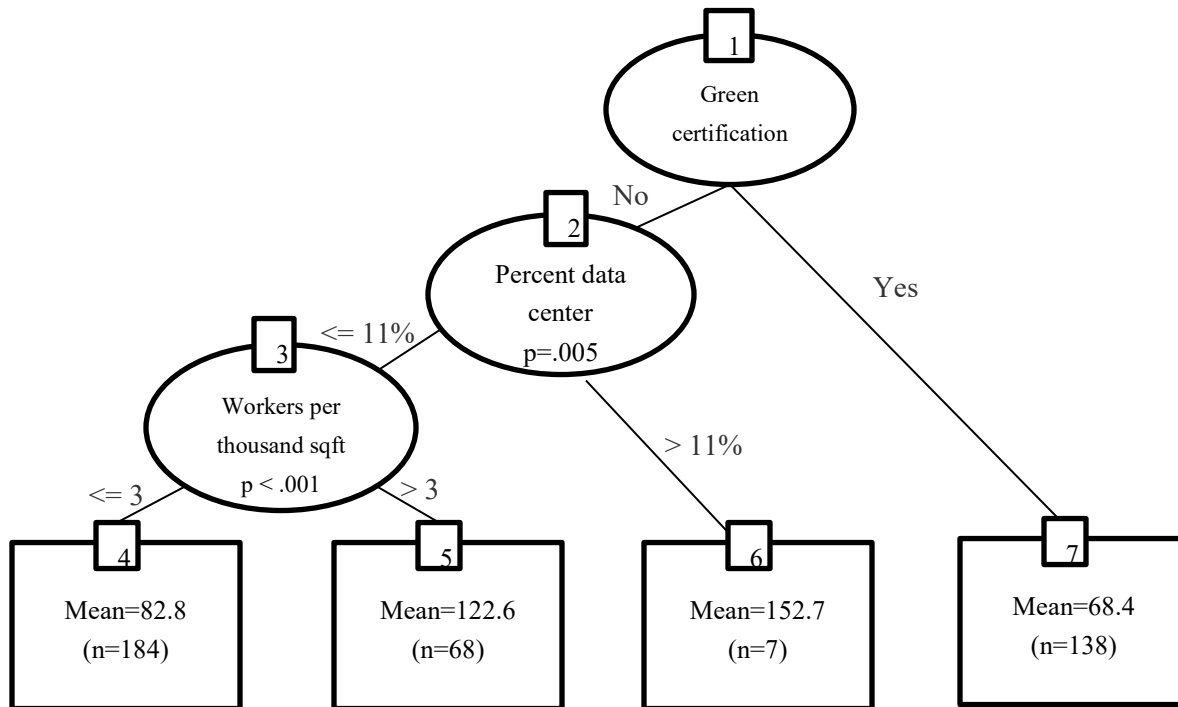 1
Green
certification
No
Yes
2
Percent data
center
p=.005
<= 11%
> 11%
3
Workers per
thousand sqft
p < .001
<= 3
> 3
4
Mean=82.8
(n=184)
5
Mean=122.6
(n=68)
6
Mean=152.7
(n=7)
7
Mean=68.4
(n=138)